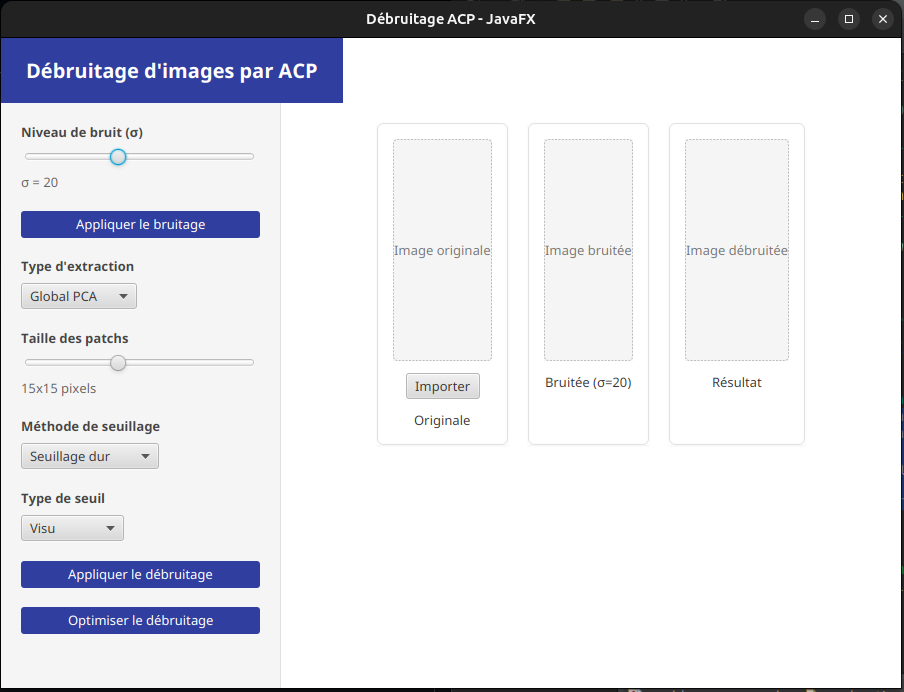 Débruitage ACP - JavaFX
Débruitage d'images par ACP
Niveau de bruit (σ)
σ = 20
Appliquer le bruitage
Type d'extraction
Global PCA
Taille des patchs
15x15 pixels
Méthode de seuillage
Seuillage dur
Type de seuil
Visu
Appliquer le débruitage
Optimiser le débruitage
Image originale
Importer
Originale
Image bruitée
Bruitée (σ=20)
Image débruitée
Résultat